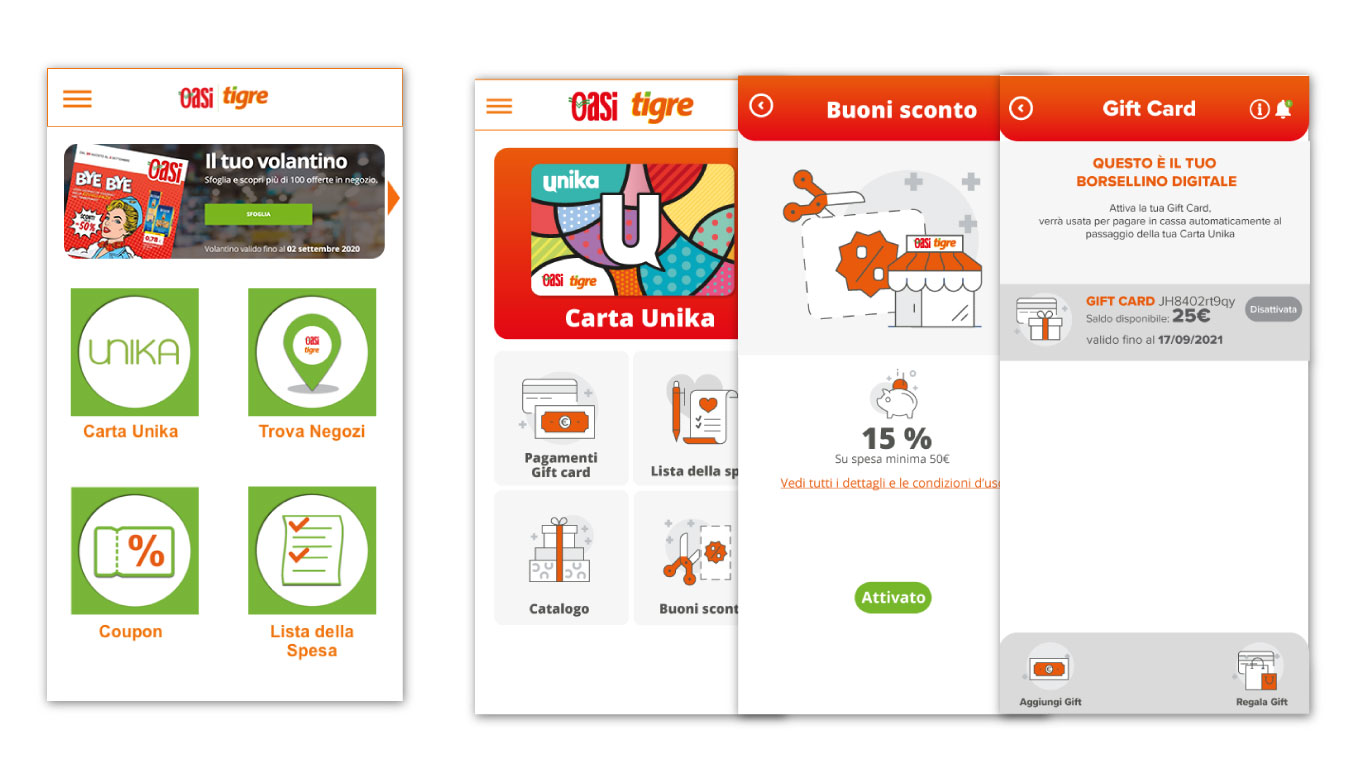 Oasi tigre
Oasi
BYE BYE
Sconti
-50%
0,78
Il tuo volantino
Sfoglia e scopri più di 100 offerte in negozio.
SFOGLIA
Volantino valido fino al 02 settembre 2020
UNIKA
Oasi
tigre
Carta Unika
Trova Negozi
%
Coupon
Lista della
Spesa
Oasi tigre
unika
U
Oasi tigre
Carta Unika
€
Pagamenti
Gift card
Lista della sp
Catalogo
Buoni scont
Buoni sconto
Oasi tigre
15 %
Su spesa minima 50€
Vedi tutti i dettagli e le condizioni d'uso
Attivato
Gift Card
QUESTO È IL TUO
BORSELLINO DIGITALE
Attiva la tua Gift Card,
verrà usata per pagare in cassa automaticamente al
passaggio della tua Carta Unika
GIFT CARD JH8402rt9qy
Saldo disponibile: 25€
valido fino al 17/09/2021
Disattivata
€
Aggiungi Gift
Regala Gift